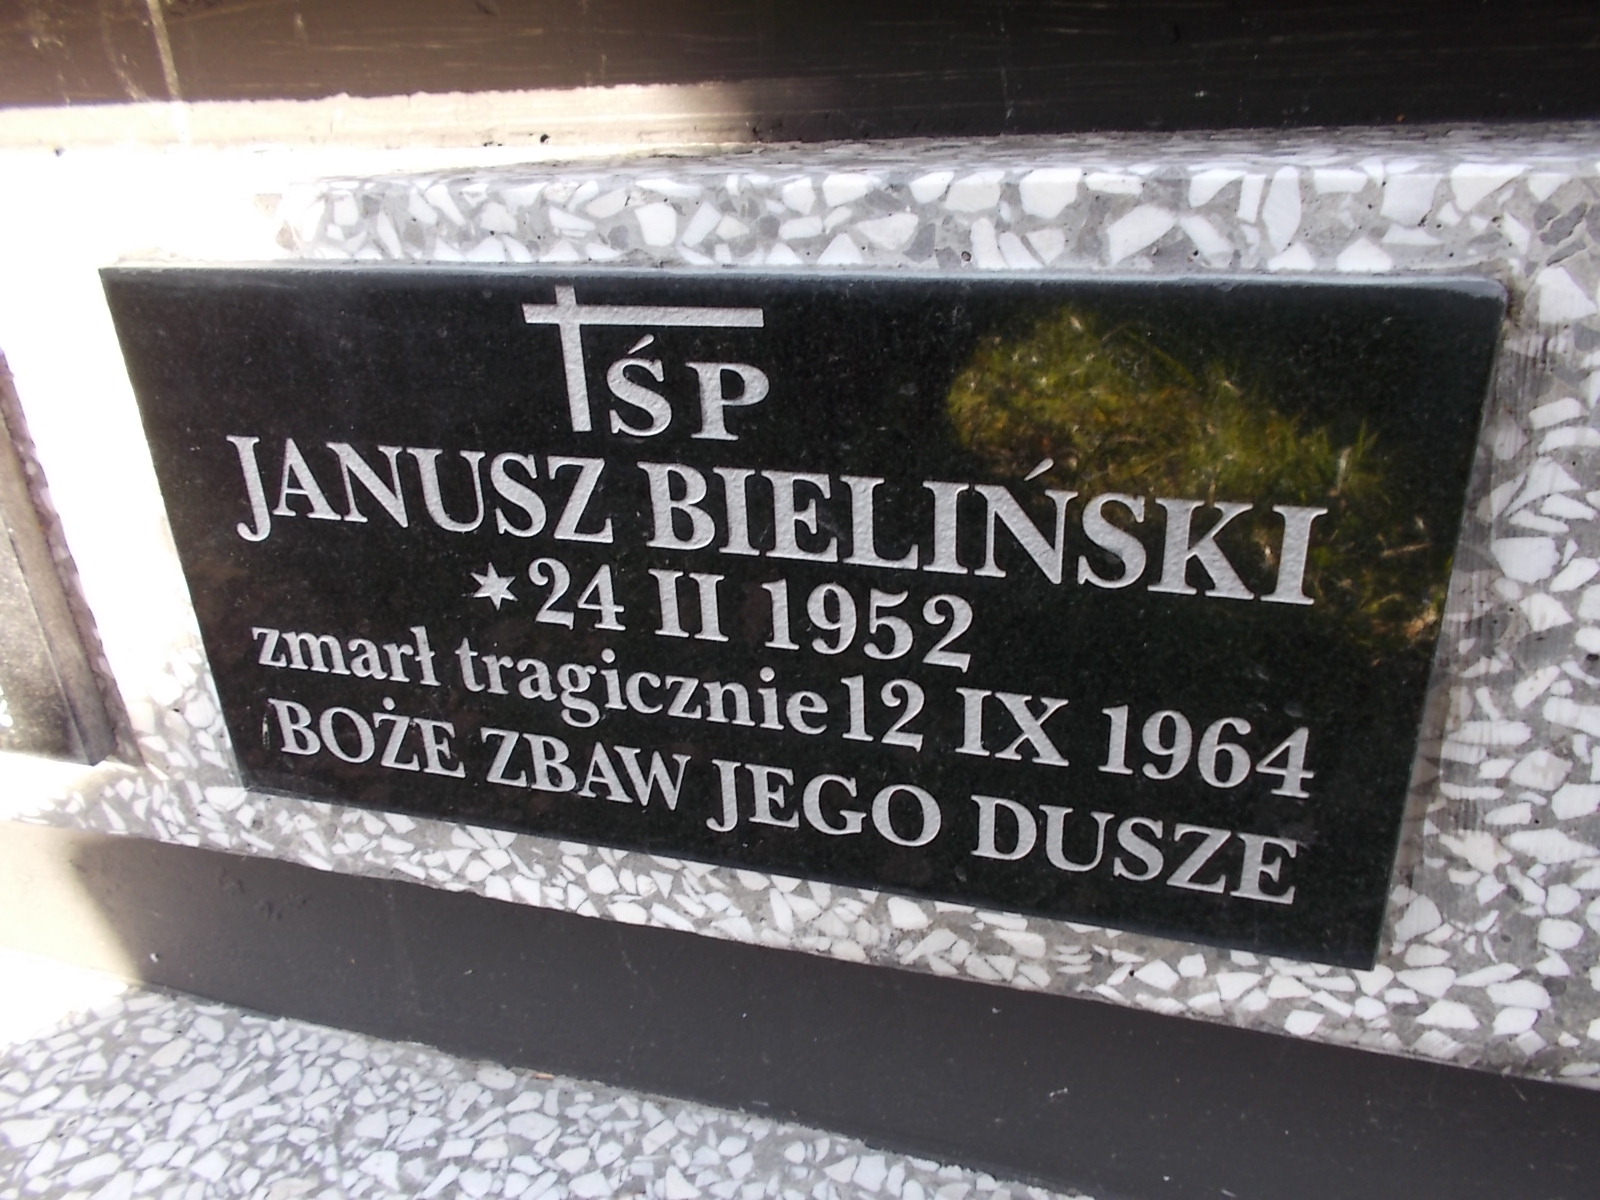 ŚP
JANUSZ BIELIŃSKI
* 24 II 1952
zmarł tragicznie 12 IX 1964
BOŻE ZBAW JEGO DUSZE